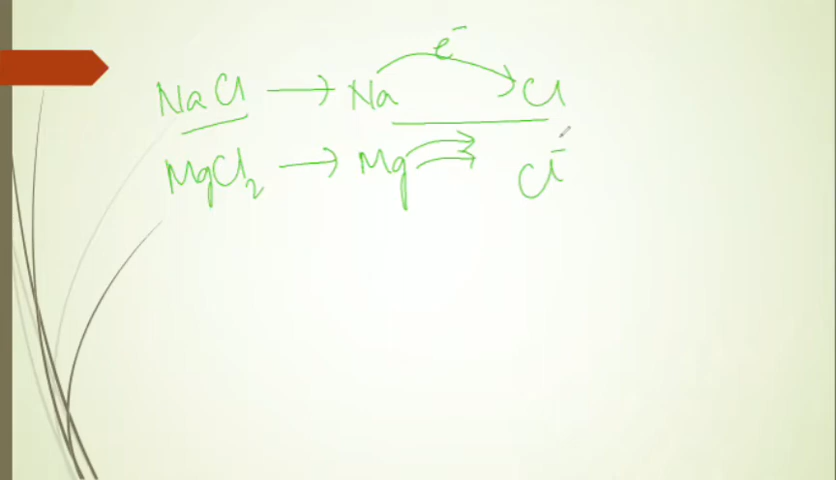 e⁻
NaCl → Na Cl
MgCl₂ → Mg Cl⁻